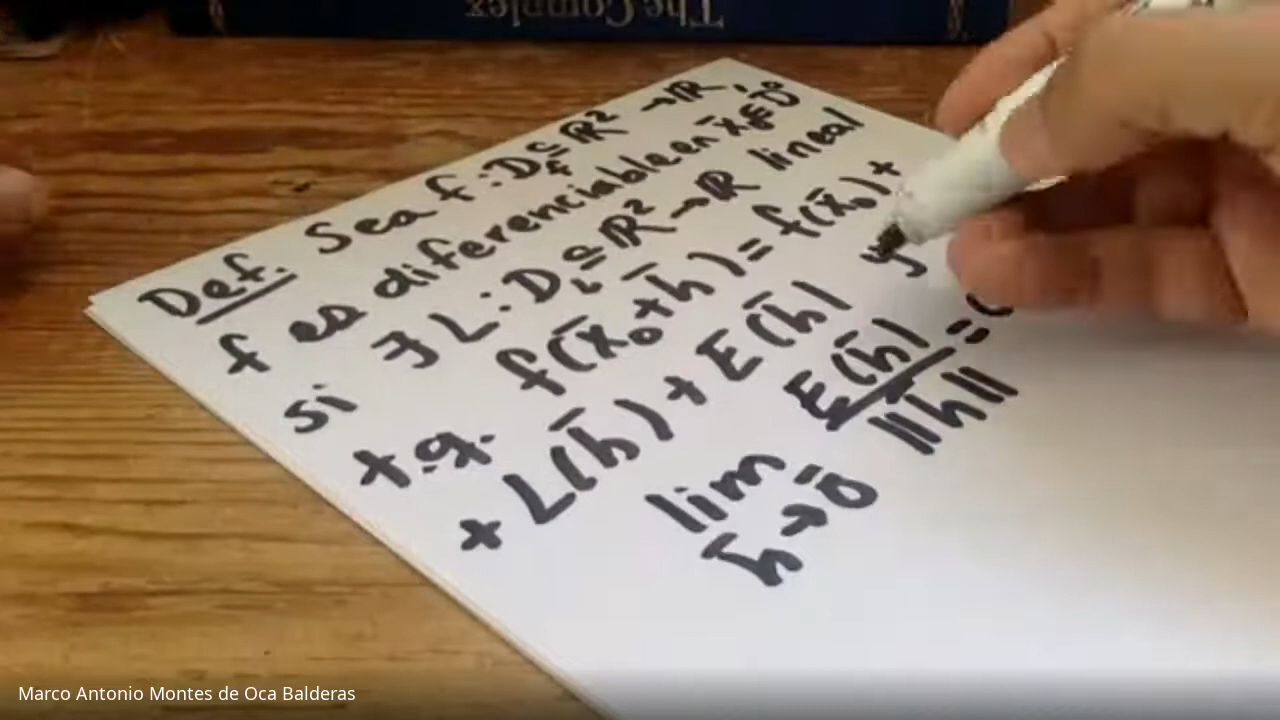 The Complex
Def. Sea f: D_f ⊆ ℝ² → ℝ.
f es diferenciable en x̄₀ ∈ D°
si ∃ L: D_L ⊆ ℝ² → ℝ lineal
t.q. f(x̄₀+h̄) = f(x̄₀) +
+ L(h̄) + E(h̄) y
lim E(h̄)/||h̄|| =
h̄→0̄
Marco Antonio Montes de Oca Balderas